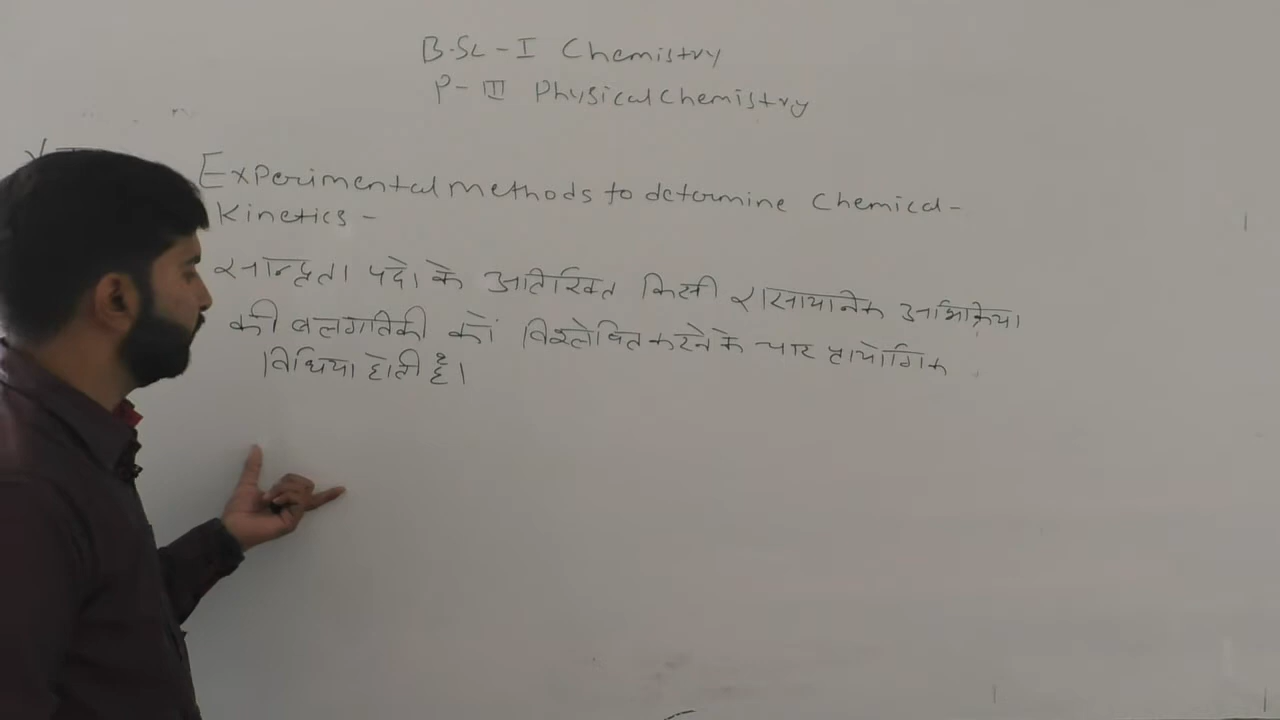 B.Sc - I Chemistry
P - III Physical Chemistry
Experimental methods to determine Chemical-
Kinetics -
सान्द्रता पदो के अतिरिक्त किसी रासायनिक अभिक्रिया
की बलगतिकी को विश्लेषित करने के चार प्रायोगिक
विधिया होती है।